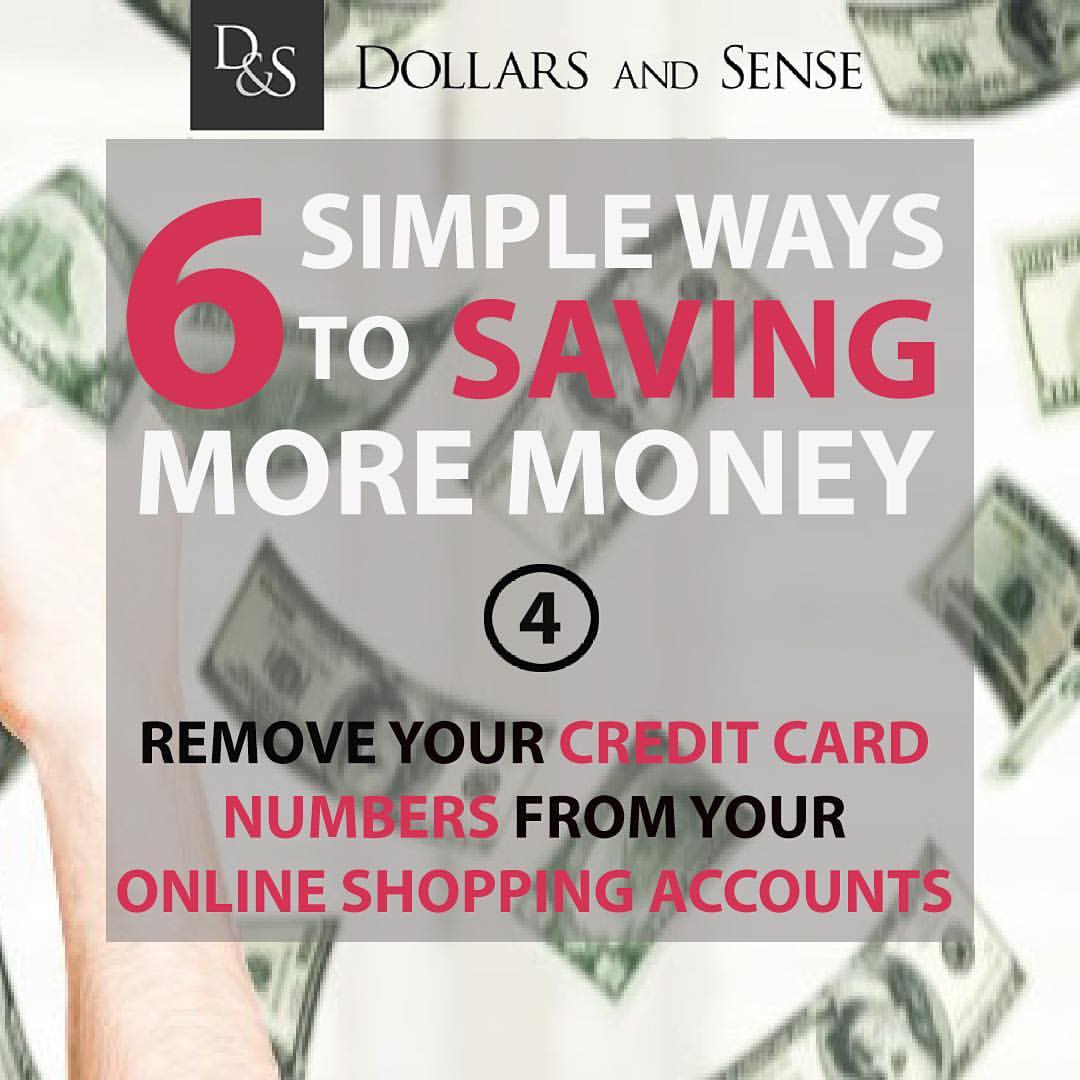 D&S DOLLARS AND SENSE
6 SIMPLE WAYS
TO SAVING
MORE MONEY
4
REMOVE YOUR CREDIT CARD
NUMBERS FROM YOUR
ONLINE SHOPPING ACCOUNTS